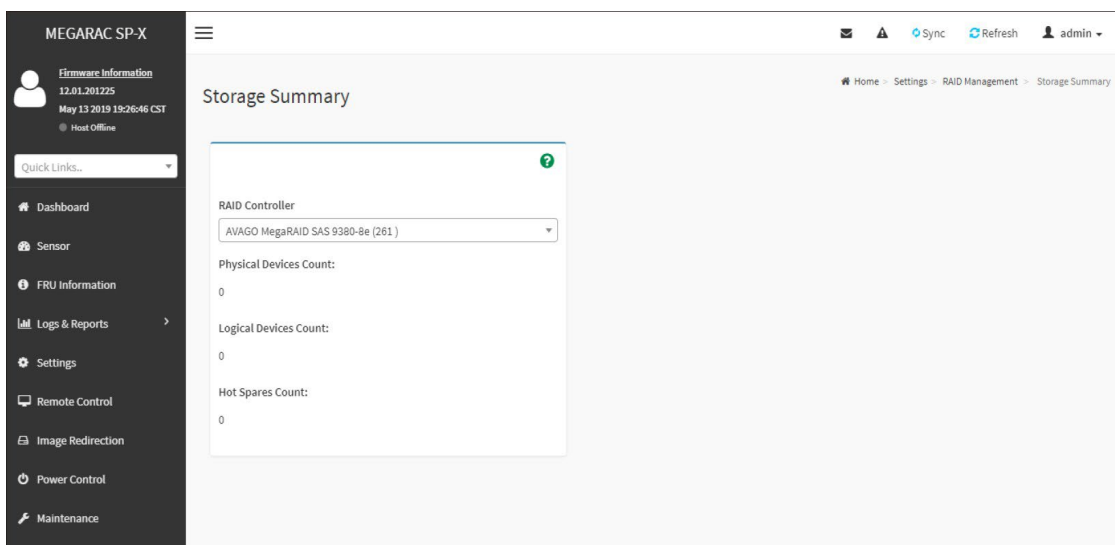 MEGARAC SP-X
Firmware Information
12.01.201225
May 13 2019 19:26:46 CST
Host Offline
Quick Links..
Dashboard
Sensor
FRU Information
Logs & Reports
Settings
Remote Control
Image Redirection
Power Control
Maintenance
Sync
Refresh
admin
Storage Summary
Home > Settings > RAID Management > Storage Summary
RAID Controller
AVAGO MegaRAID SAS 9380-8e (261 )
Physical Devices Count:
0
Logical Devices Count:
0
Hot Spares Count:
0